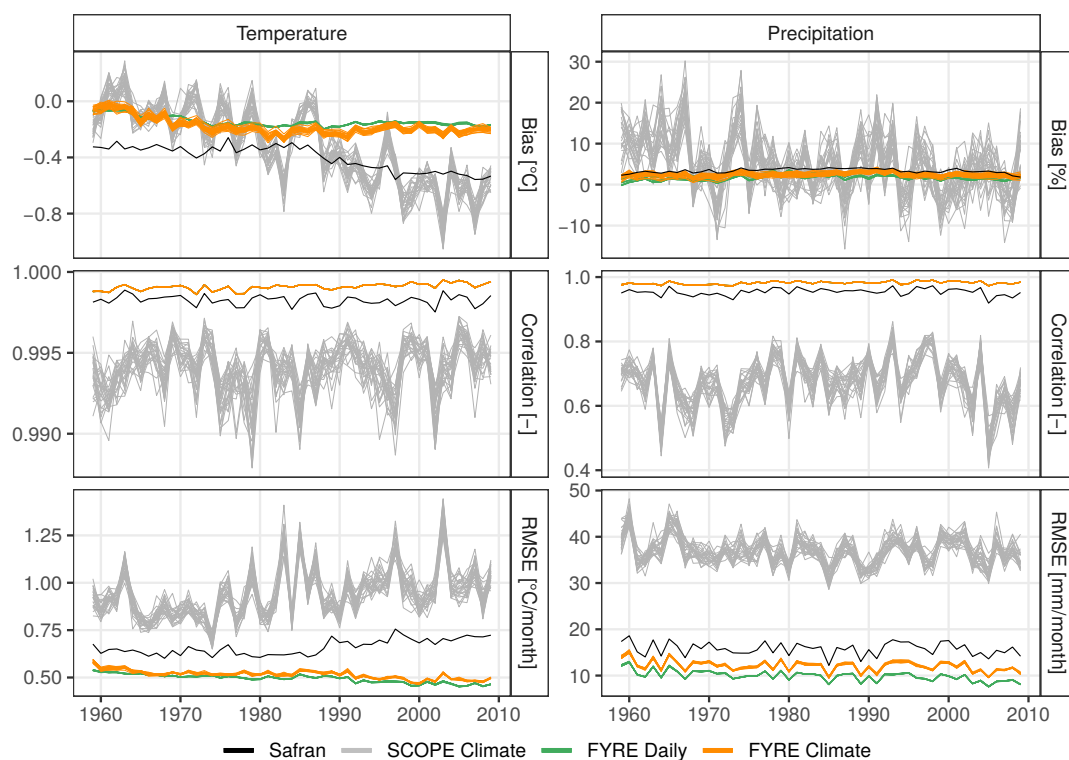 Temperature
Precipitation
0.0
−0.4
−0.8
Bias [°C]
30
20
10
0
−10
Bias [%]
1.000
0.995
0.990
Correlation [−]
1.0
0.8
0.6
0.4
Correlation [−]
1.25
1.00
0.75
0.50
RMSE [°C/month]
50
40
30
20
10
RMSE [mm/month]
1960 1970 1980 1990 2000 2010
1960 1970 1980 1990 2000 2010
Safran SCOPE Climate FYRE Daily FYRE Climate